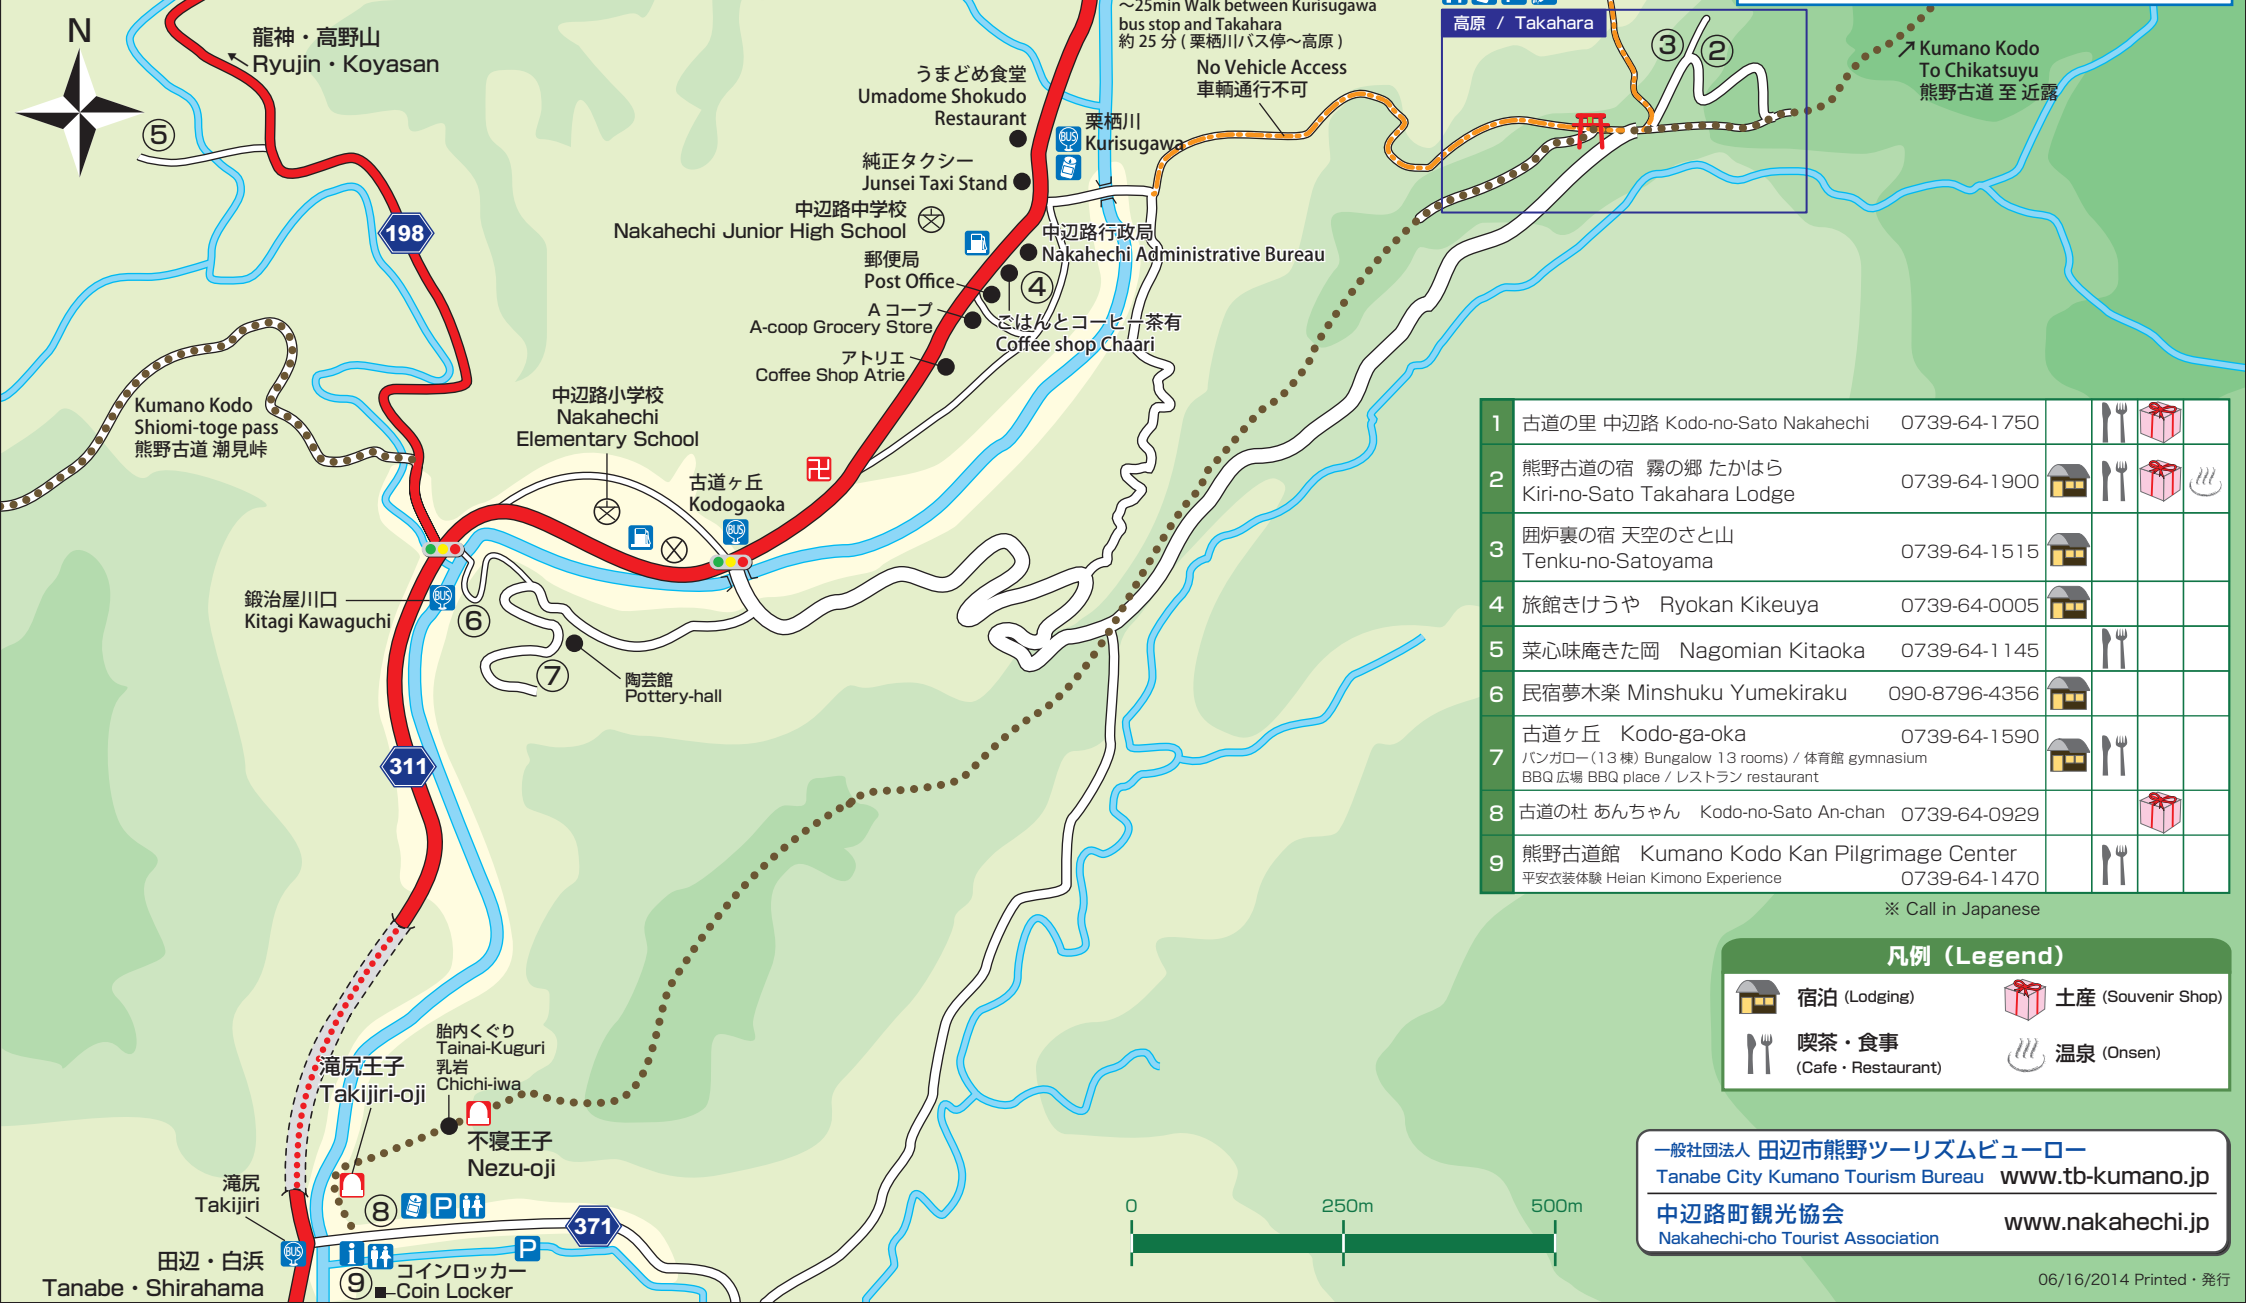 ～25min Walk between Kurisugawa
bus stop and Takahara
約25分(栗栖川バス停～高原)
N
龍神・高野山
Ryujin・Koyasan
⑤
198
うまどめ食堂
Umadome Shokudo
Restaurant
BUS
栗栖川
Kurisugawa
純正タクシー
Junsei Taxi Stand
中辺路中学校
Nakahechi Junior High School
中辺路行政局
Nakahechi Administrative Bureau
郵便局
Post Office
④
Aコープ
A-coop Grocery Store
ごはんとコーヒー茶有
Coffee shop Chaari
アトリエ
Coffee Shop Atrie
No Vehicle Access
車輌通行不可
高原 / Takahara
③
②
Kumano Kodo
To Chikatsuyu
熊野古道 至 近露
Kumano Kodo
Shiomi-toge pass
熊野古道 潮見峠
中辺路小学校
Nakahechi
Elementary School
古道ヶ丘
Kodogaoka
BUS
鍛治屋川口
Kitagi Kawaguchi
BUS
⑥
⑦
陶芸館
Pottery-hall
311
滝尻王子
Takijiri-oji
胎内くぐり
Tainai-Kuguri
乳岩
Chichi-iwa
不寝王子
Nezu-oji
滝尻
Takijiri
BUS
⑧
P
371
P
i
⑨
コインロッカー
Coin Locker
田辺・白浜
Tanabe・Shirahama
1 古道の里 中辺路 Kodo-no-Sato Nakahechi 0739-64-1750
2 熊野古道の宿 霧の郷 たかはら
Kiri-no-Sato Takahara Lodge 0739-64-1900
3 囲炉裏の宿 天空のさと山
Tenku-no-Satoyama 0739-64-1515
4 旅館きけうや Ryokan Kikeuya 0739-64-0005
5 菜心味庵きた岡 Nagomian Kitaoka 0739-64-1145
6 民宿夢木楽 Minshuku Yumekiraku 090-8796-4356
7 古道ヶ丘 Kodo-ga-oka 0739-64-1590
バンガロー(13棟) Bungalow 13 rooms) / 体育館 gymnasium
BBQ広場 BBQ place / レストラン restaurant
8 古道の杜 あんちゃん Kodo-no-Sato An-chan 0739-64-0929
9 熊野古道館 Kumano Kodo Kan Pilgrimage Center
平安衣装体験 Heian Kimono Experience 0739-64-1470
※ Call in Japanese
凡例（Legend）
宿泊 (Lodging)
土産 (Souvenir Shop)
喫茶・食事
(Cafe・Restaurant)
温泉 (Onsen)
0 250m 500m
一般社団法人 田辺市熊野ツーリズムビューロー
Tanabe City Kumano Tourism Bureau www.tb-kumano.jp
中辺路町観光協会
Nakahechi-cho Tourist Association www.nakahechi.jp
06/16/2014 Printed・発行